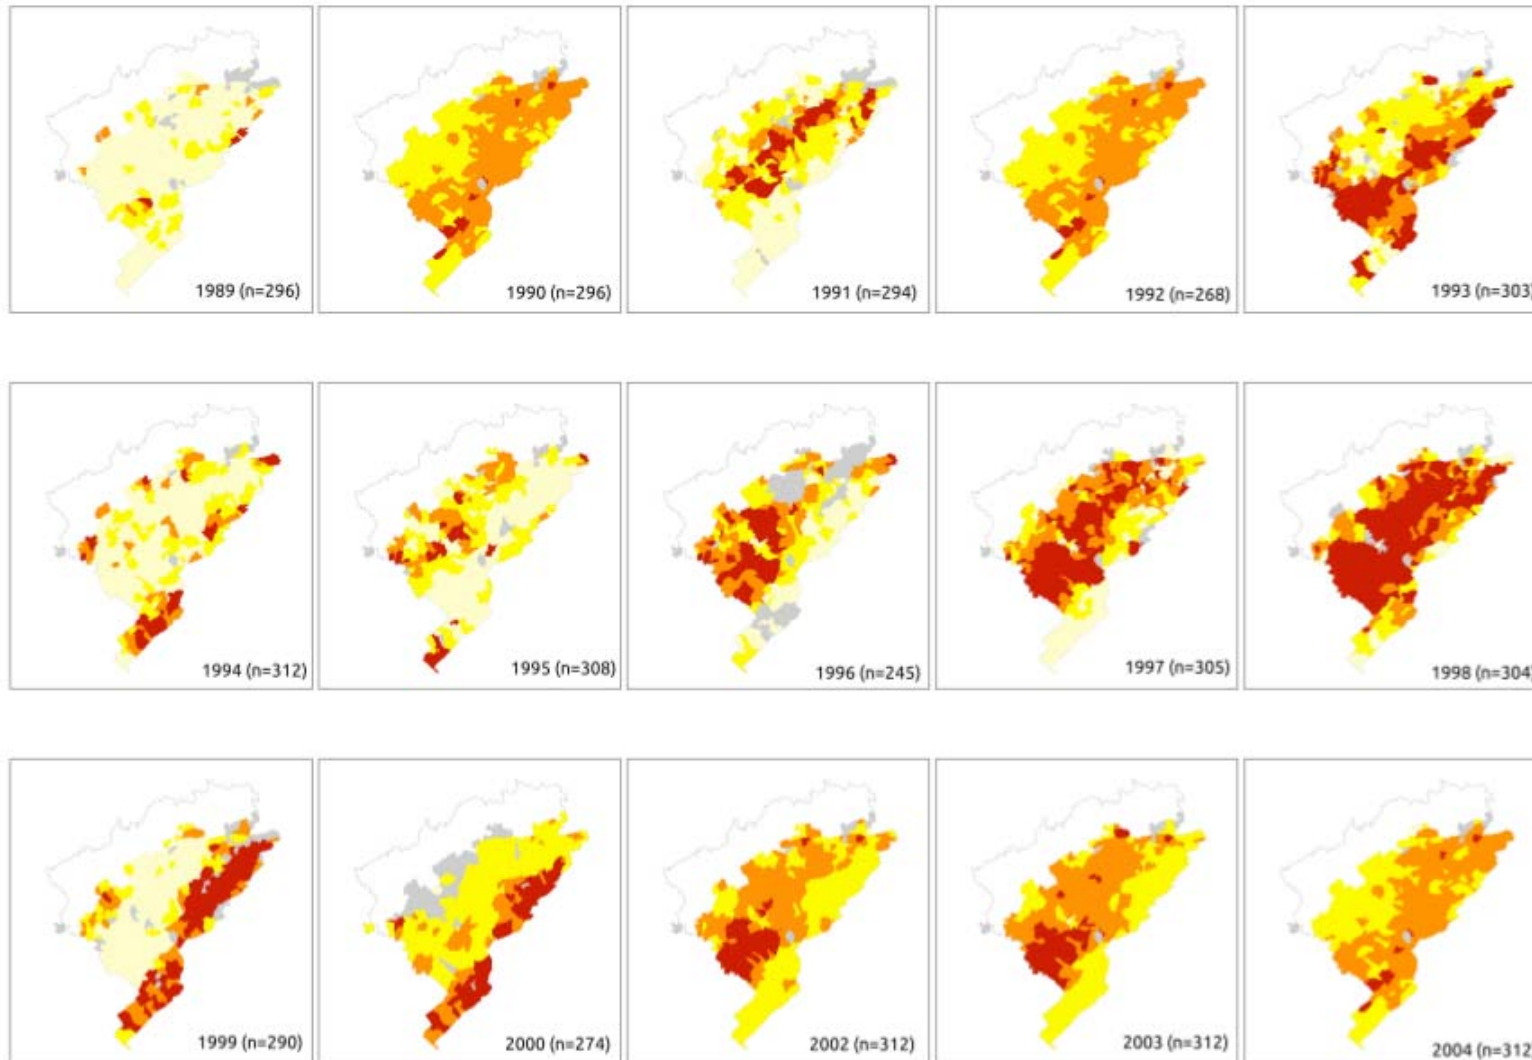 1989 (n=296)
1990 (n=296)
1991 (n=294)
1992 (n=268)
1993 (n=303)
1994 (n=312)
1995 (n=308)
1996 (n=245)
1997 (n=305)
1998 (n=304)
1999 (n=290)
2000 (n=274)
2002 (n=312)
2003 (n=312)
2004 (n=312